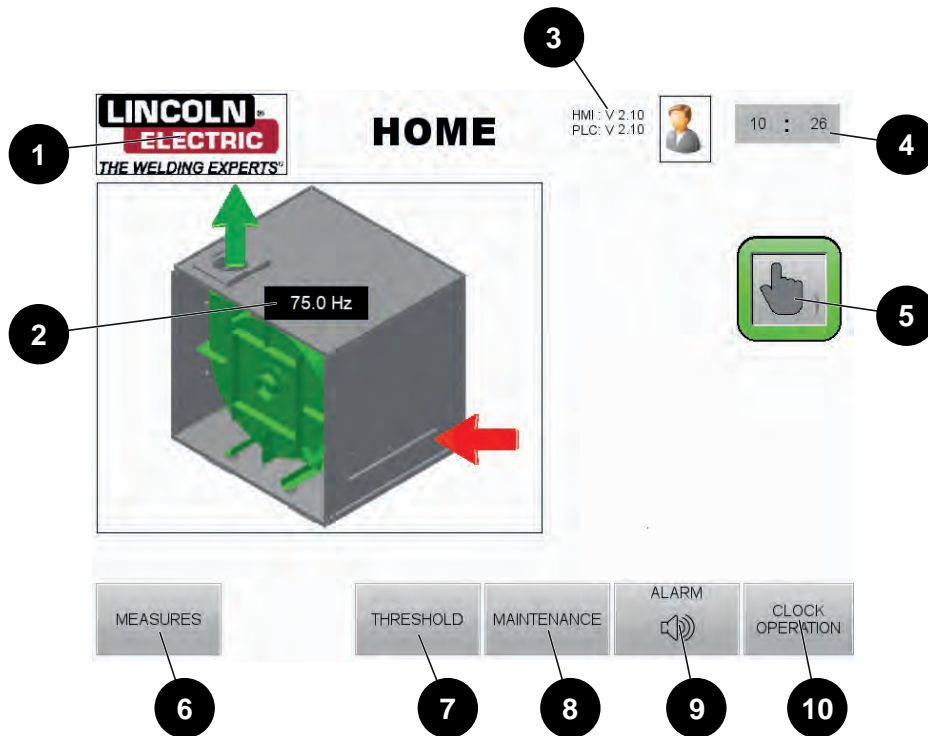 3
LINCOLN ®
ELECTRIC
THE WELDING EXPERTS®
HOME
HMI : V 2.10
PLC: V 2.10
10 : 26
1
4
75.0 Hz
2
5
MEASURES
THRESHOLD
MAINTENANCE
ALARM
CLOCK
OPERATION
6
7
8
9
10